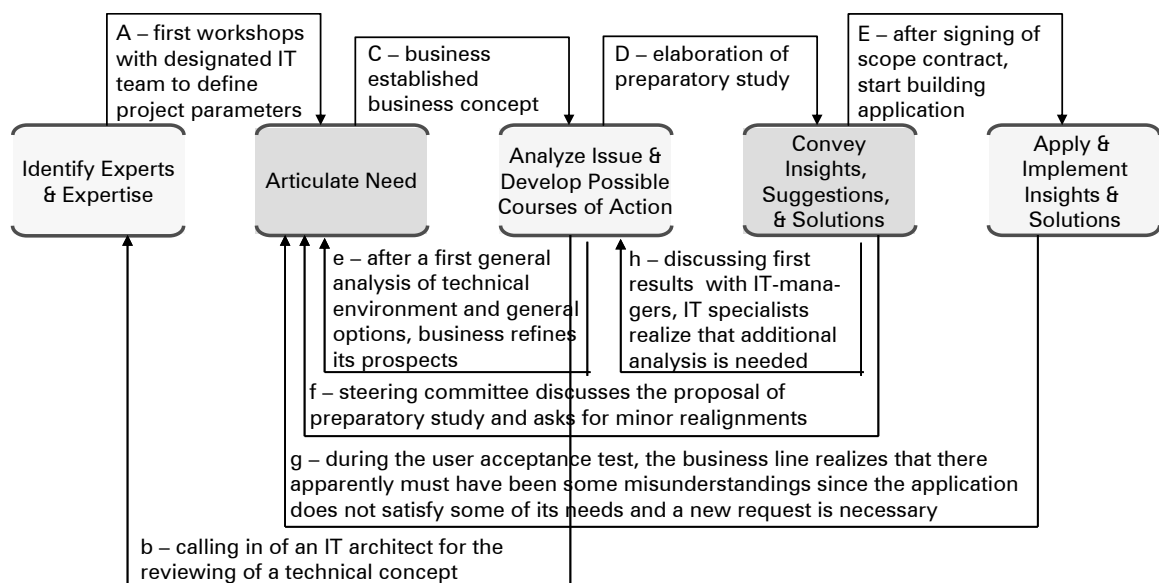 A – first workshops
with designated IT
team to define
project parameters
C – business
established
business concept
D – elaboration of
preparatory study
E – after signing of
scope contract,
start building
application
Identify Experts
& Expertise
Articulate Need
Analyze Issue &
Develop Possible
Courses of Action
Convey
Insights,
Suggestions,
& Solutions
Apply &
Implement
Insights &
Solutions
e – after a first general
analysis of technical
environment and general
options, business refines
its prospects
h – discussing first
results with IT-mana-
gers, IT specialists
realize that additional
analysis is needed
f – steering committee discusses the proposal of
preparatory study and asks for minor realignments
g – during the user acceptance test, the business line realizes that there
apparently must have been some misunderstandings since the application
does not satisfy some of its needs and a new request is necessary
b – calling in of an IT architect for the
reviewing of a technical concept